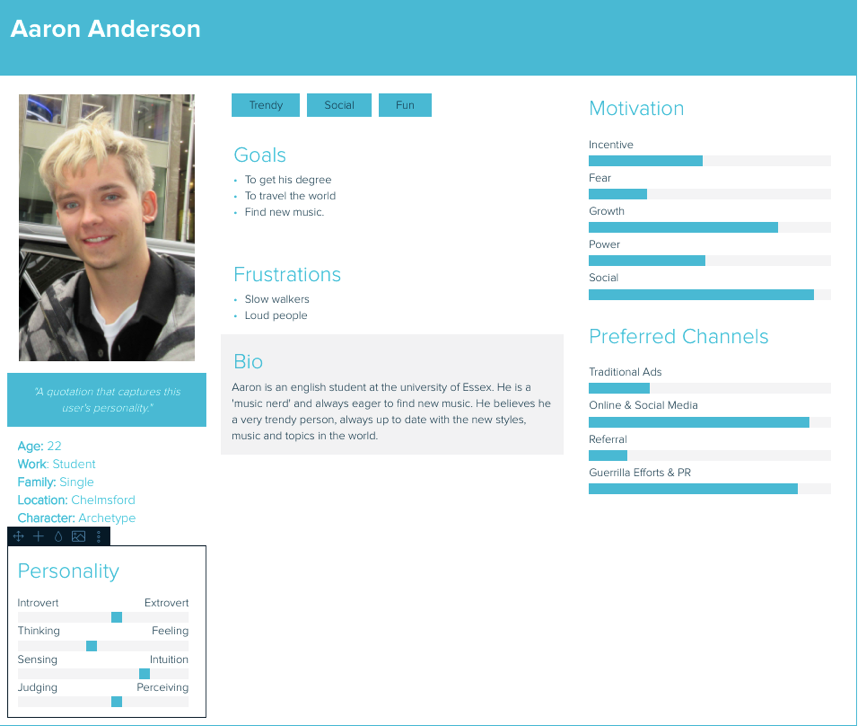 Aaron Anderson
"A quotation that captures this
user's personality."
Age: 22
Work: Student
Family: Single
Location: Chelmsford
Character: Archetype
Personality
Introvert Extrovert
Thinking Feeling
Sensing Intuition
Judging Perceiving
Trendy Social Fun
Goals
• To get his degree
• To travel the world
• Find new music.
Frustrations
• Slow walkers
• Loud people
Bio
Aaron is an english student at the university of Essex. He is a
'music nerd' and always eager to find new music. He believes he
a very trendy person, always up to date with the new styles,
music and topics in the world.
Motivation
Incentive
Fear
Growth
Power
Social
Preferred Channels
Traditional Ads
Online & Social Media
Referral
Guerrilla Efforts & PR